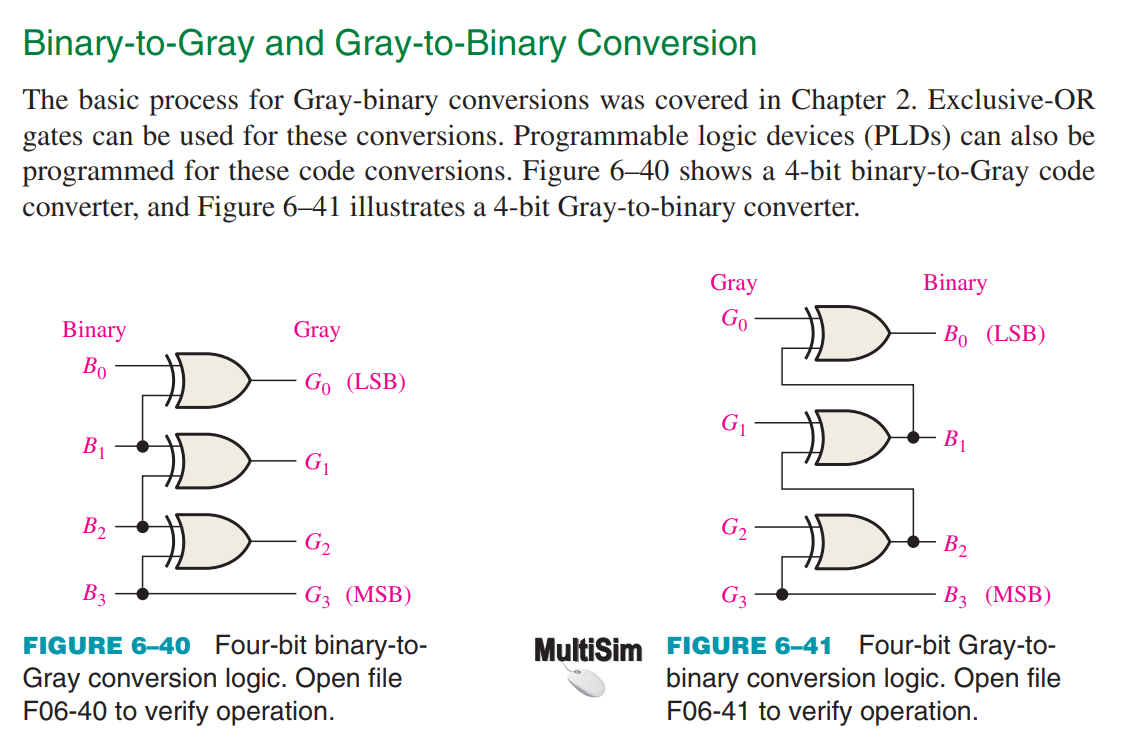 Binary-to-Gray and Gray-to-Binary Conversion
The basic process for Gray-binary conversions was covered in Chapter 2. Exclusive-OR
gates can be used for these conversions. Programmable logic devices (PLDs) can also be
programmed for these code conversions. Figure 6–40 shows a 4-bit binary-to-Gray code
converter, and Figure 6–41 illustrates a 4-bit Gray-to-binary converter.
Binary Gray
B0 G0 (LSB)
B1 G1
B2 G2
B3 G3 (MSB)
FIGURE 6–40 Four-bit binary-to-
Gray conversion logic. Open file
F06-40 to verify operation.
Gray Binary
G0 B0 (LSB)
G1 B1
G2 B2
G3 B3 (MSB)
MultiSim
FIGURE 6–41 Four-bit Gray-to-
binary conversion logic. Open file
F06-41 to verify operation.